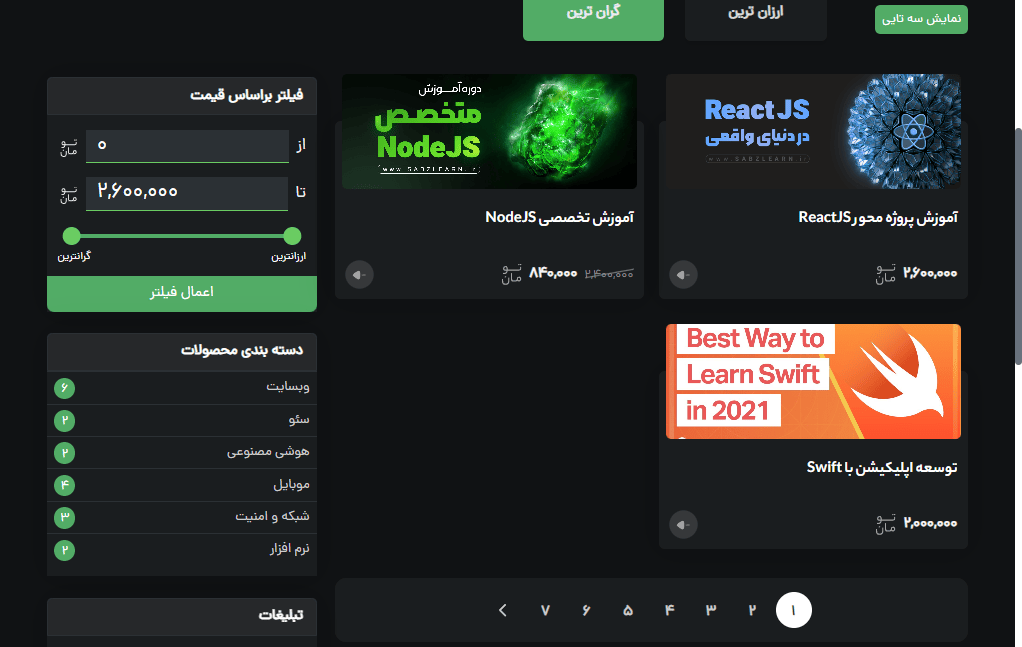 نمایش سه تایی
ارزان ترین
گران ترین
React JS
در دنیای واقعی
www.SABZLEARN.ir
آموزش پروژه محور ReactJS
۲,۶۰۰,۰۰۰ تومان
دوره آموزش
متخصص
NodeJS
www.SABZLEARN.ir
آموزش تخصصی NodeJS
۲,۴۰۰,۰۰۰ ۸۴۰,۰۰۰ تومان
Best Way to
Learn Swift
in 2021
توسعه اپلیکیشن با Swift
۲,۰۰۰,۰۰۰ تومان
۱ ۲ ۳ ۴ ۵ ۶ ۷
فیلتر براساس قیمت
از ۰ تومان
تا ۲,۶۰۰,۰۰۰ تومان
ارزانترین گرانترین
اعمال فیلتر
دسته بندی محصولات
وبسایت ۶
سئو ۲
هوشی مصنوعی ۲
موبایل ۴
شبکه و امنیت ۳
نرم افزار ۲
تبلیغات